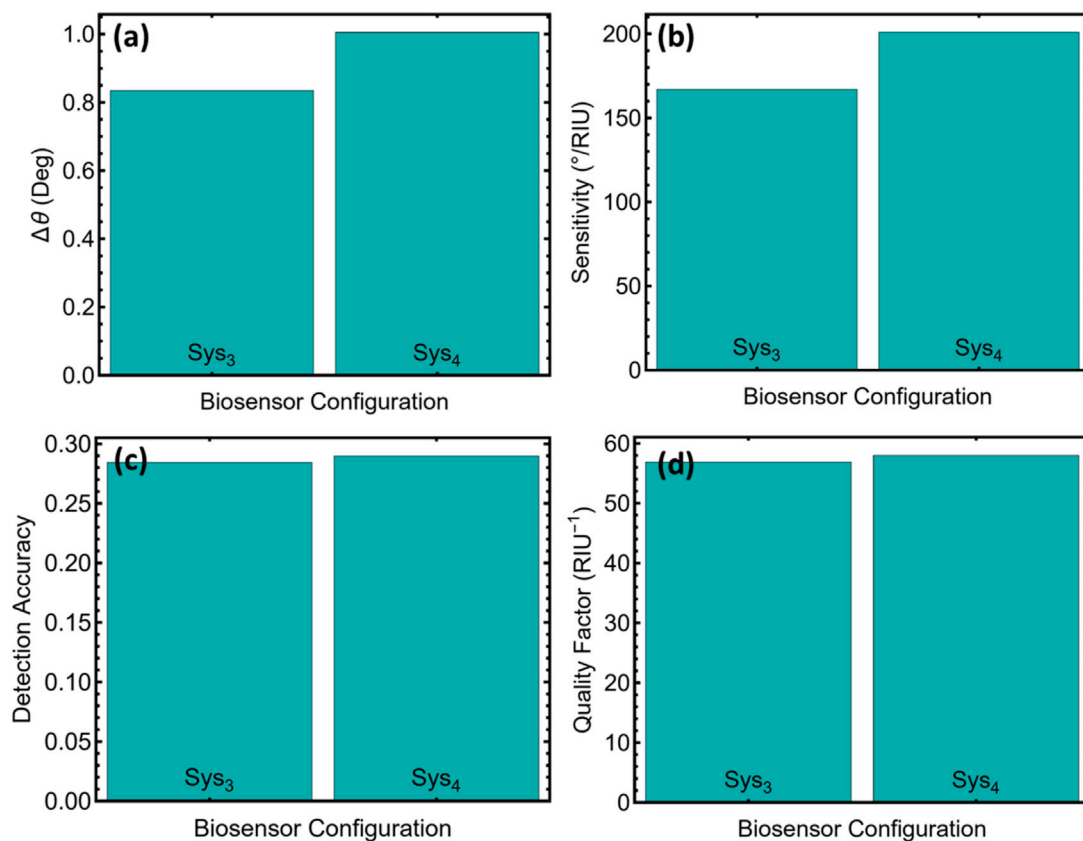 (a)
Δθ (Deg)
1.0
0.8
0.6
0.4
0.2
0.0
Sys₃
Sys₄
Biosensor Configuration
(b)
Sensitivity (°/RIU)
200
150
100
50
0
Sys₃
Sys₄
Biosensor Configuration
(c)
Detection Accuracy
0.30
0.25
0.20
0.15
0.10
0.05
0.00
Sys₃
Sys₄
Biosensor Configuration
(d)
Quality Factor (RIU⁻¹)
60
50
40
30
20
10
0
Sys₃
Sys₄
Biosensor Configuration